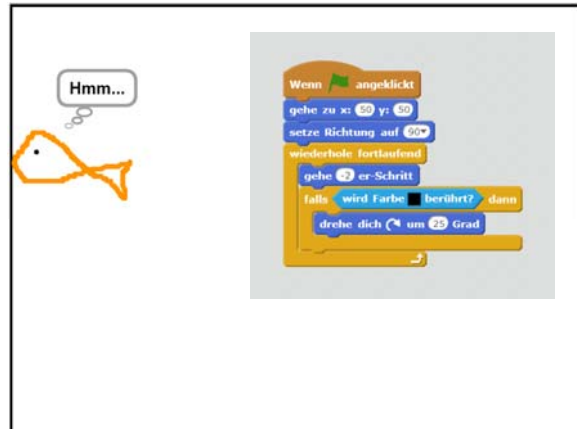 Hmm...
Wenn angeklickt
gehe zu x: 50 y: 50
setze Richtung auf 90
wiederhole fortlaufend
gehe -2 er-Schritt
falls wird Farbe berührt? dann
drehe dich um 25 Grad